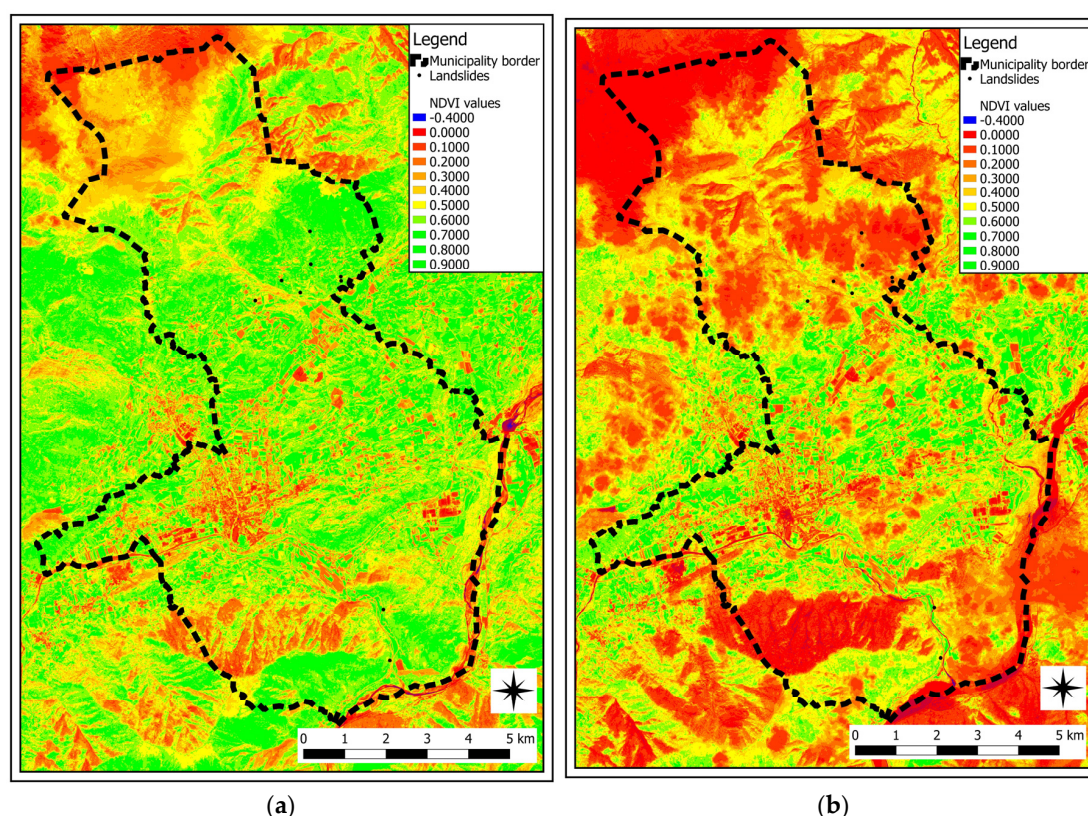 Legend
Municipality border
Landslides
NDVI values
-0.4000
0.0000
0.1000
0.2000
0.3000
0.4000
0.5000
0.6000
0.7000
0.8000
0.9000
0 1 2 3 4 5 km
(a)
Legend
Municipality border
Landslides
NDVI values
-0.4000
0.0000
0.1000
0.2000
0.3000
0.4000
0.5000
0.6000
0.7000
0.8000
0.9000
0 1 2 3 4 5 km
(b)